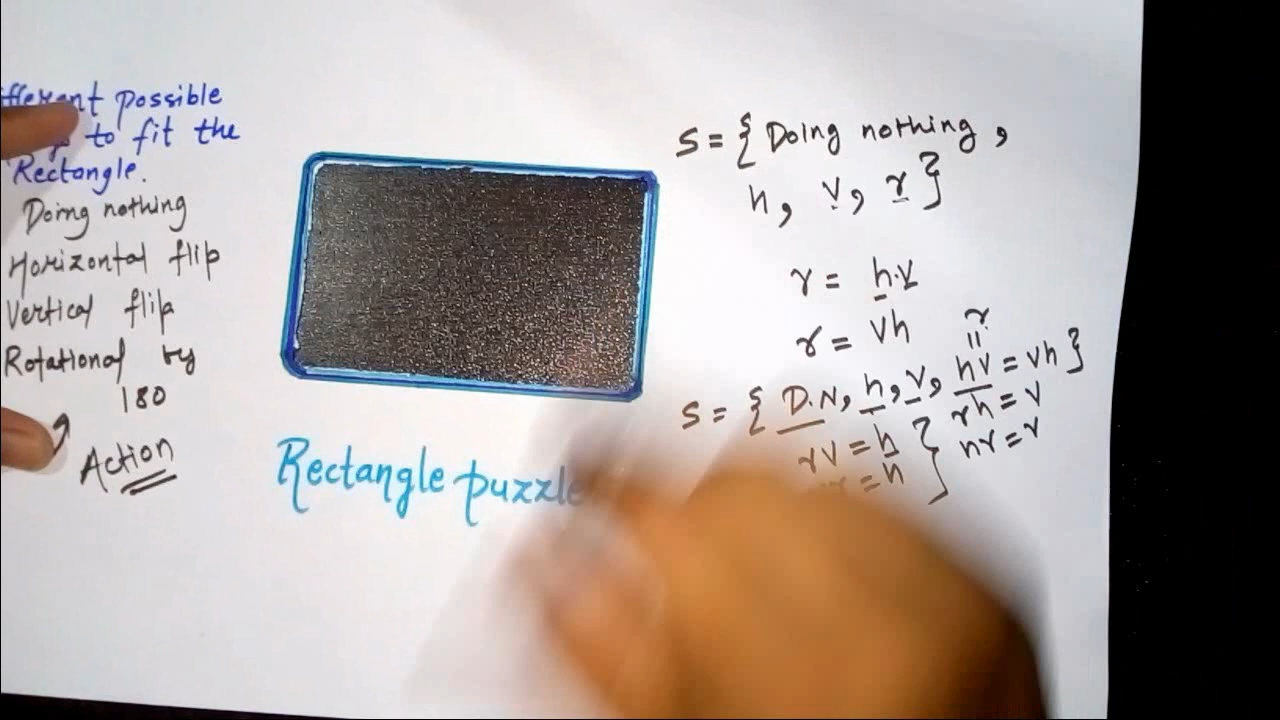 possible
to fit the
Rectangle.
Doing nothing
Horizontal flip
Vertical flip
Rotational by
180
Action
Rectangle puzzle
S = { Doing nothing ,
h, v, r }
r = h.v
r = vh
r
=
S = { D.N, h, v, hv = vh }
rh = v
rv = h
hr = v
= h